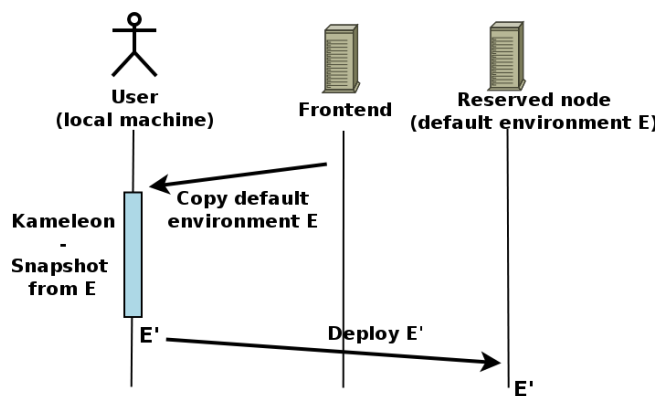 User
(local machine)
Frontend
Reserved node
(default environment E)
Copy default
environment E
Kameleon
-
Snapshot
from E
E'
Deploy E'
E'